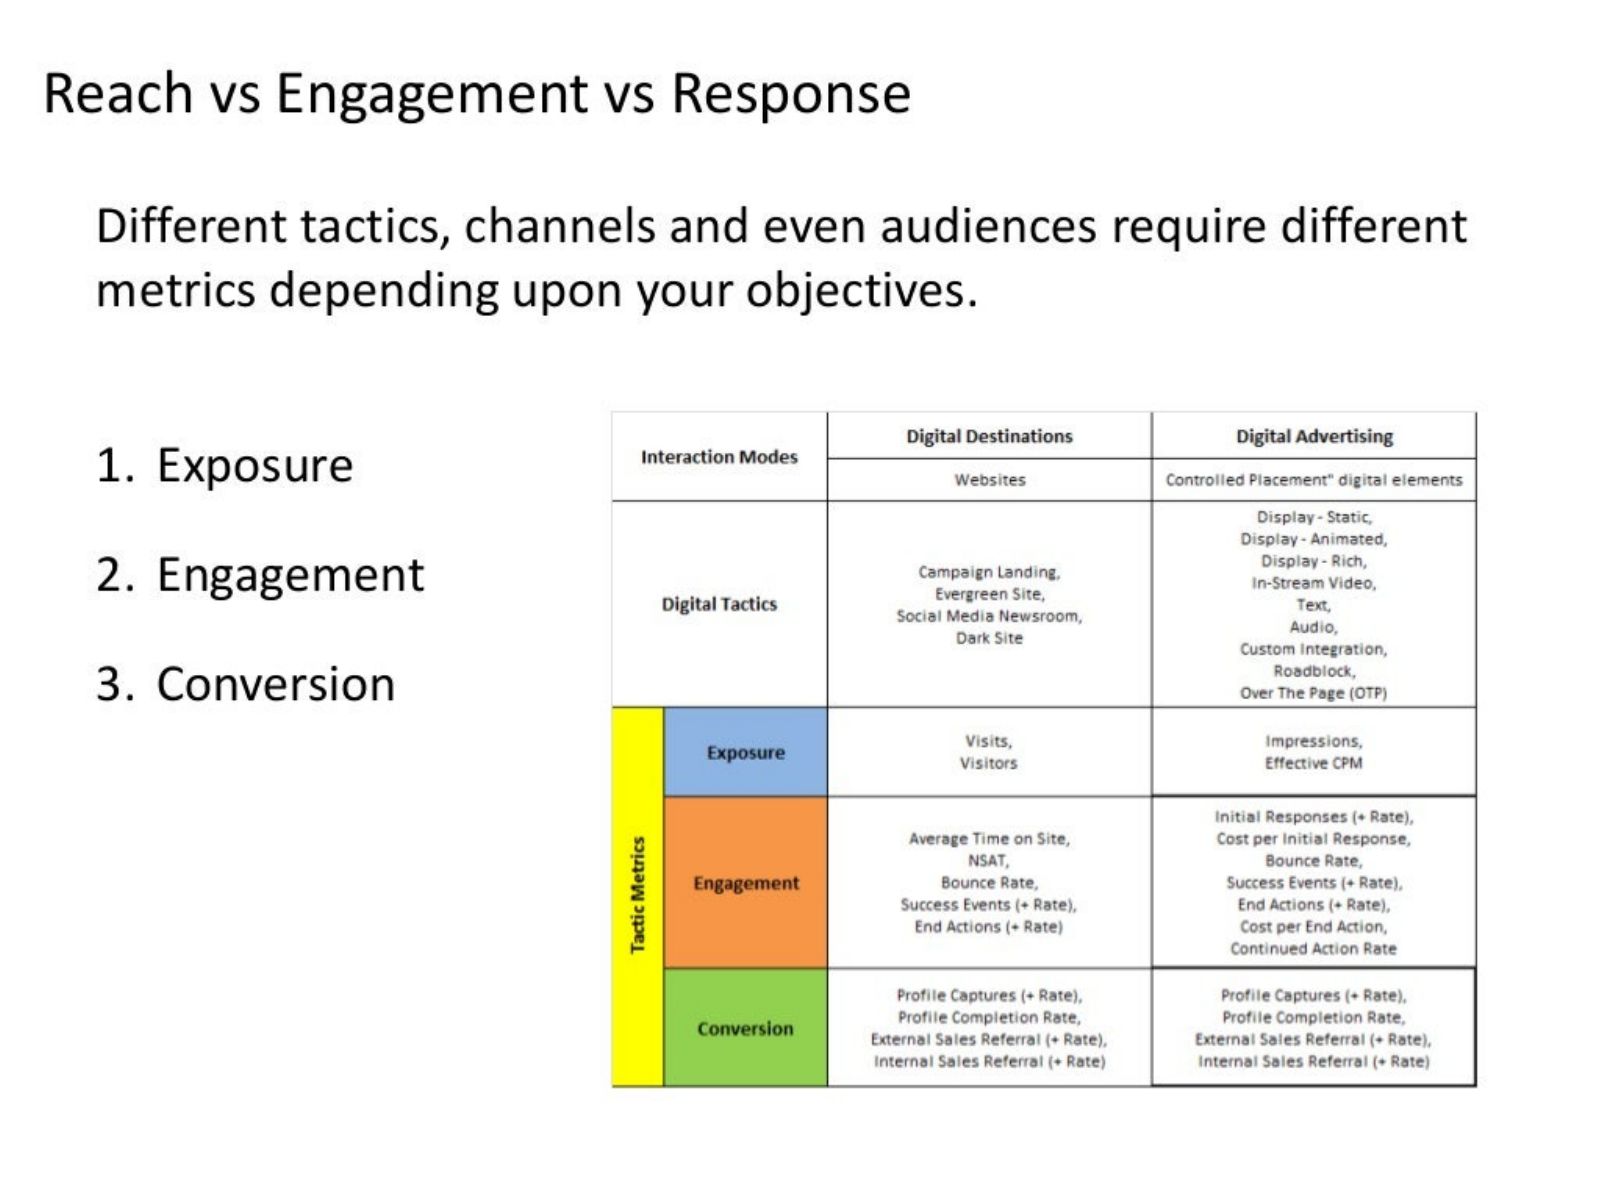 Reach vs Engagement vs Response
Different tactics, channels and even audiences require different
metrics depending upon your objectives.
1. Exposure
2. Engagement
3. Conversion
Interaction Modes
Digital Destinations
Digital Advertising
Websites
Controlled Placement" digital elements
Digital Tactics
Campaign Landing,
Evergreen Site,
Social Media Newsroom,
Dark Site
Display - Static,
Display - Animated,
Display - Rich,
In-Stream Video,
Text,
Audio,
Custom Integration,
Roadblock,
Over The Page (OTP)
Tactic Metrics
Exposure
Visits,
Visitors
Impressions,
Effective CPM
Engagement
Average Time on Site,
NSAT,
Bounce Rate,
Success Events (+ Rate),
End Actions (+ Rate)
Initial Responses (+ Rate),
Cost per Initial Response,
Bounce Rate,
Success Events (+ Rate),
End Actions (+ Rate),
Cost per End Action,
Continued Action Rate
Conversion
Profile Captures (+ Rate),
Profile Completion Rate,
External Sales Referral (+ Rate),
Internal Sales Referral (+ Rate)
Profile Captures (+ Rate),
Profile Completion Rate,
External Sales Referral (+ Rate),
Internal Sales Referral (+ Rate)